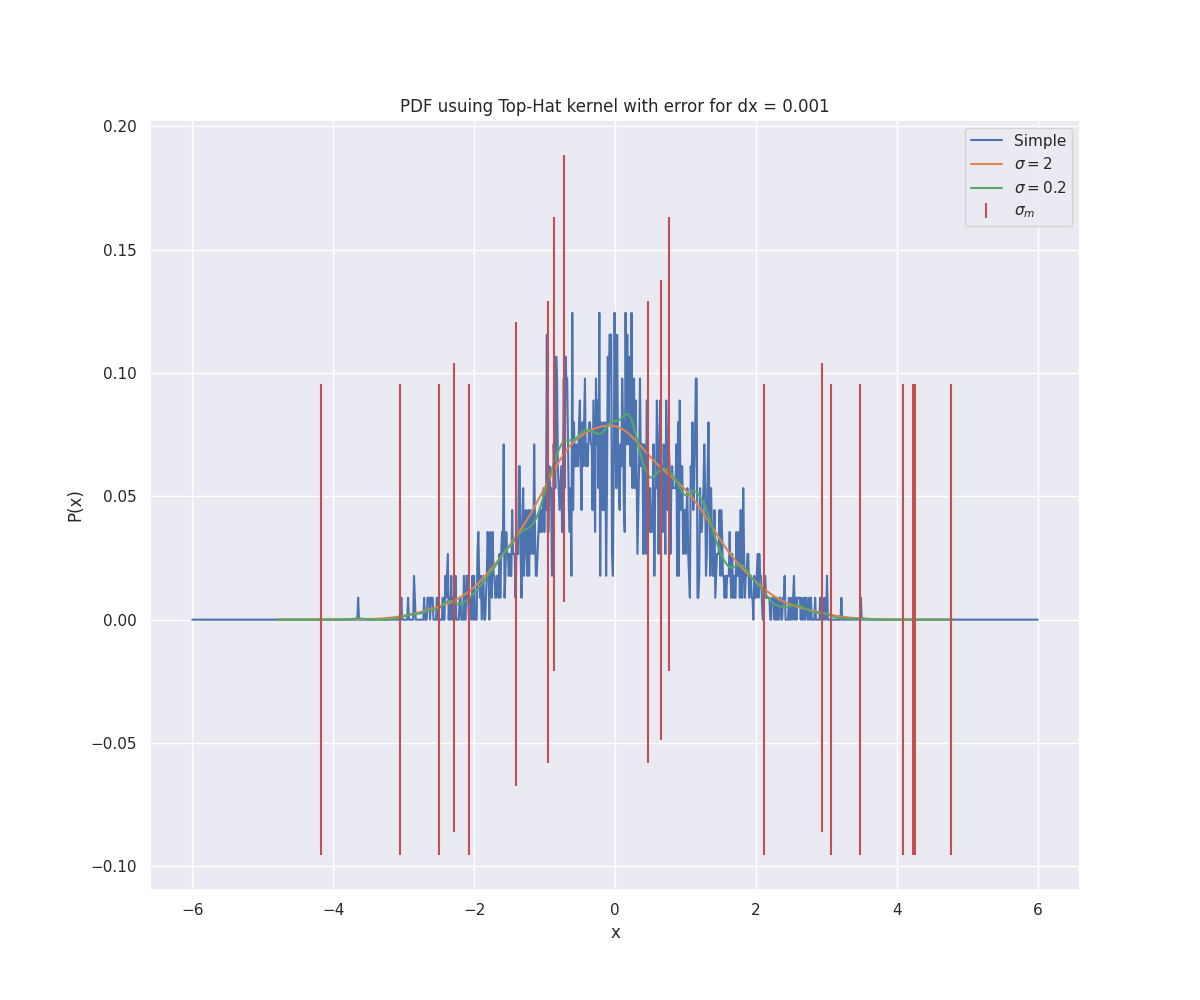 PDF usuing Top-Hat kernel with error for dx = 0.001
Simple
σ = 2
σ = 0.2
σₘ
0.20
0.15
0.10
0.05
0.00
−0.05
−0.10
P(x)
−6
−4
−2
0
2
4
6
x